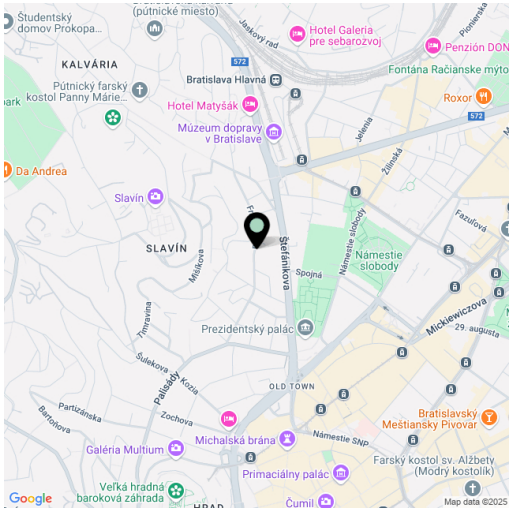 (pútnické miesto)
Študentský
domov Prokopa...
Hotel Galeria
pre sebarozvoj
Jaskový rad
Pionierska
KALVÁRIA
572
Penzión DON
Bratislava Hlavná
Fontána Račianske mýto
Pútnický farský
kostol Panny Márie...
park
Hotel Matyšák
Roxor
572
Múzeum dopravy
v Bratislave
Jelenia
Žilinská
Da Andrea
Slavín
Fr
Námestie slobody
Fazuľová
SLAVÍN
Mišíkova
Štefánikova
Námestie
slobody
Spojná
Timravina
Mickiewiczova
29. augusta
Prezidentský palác
Šulekova
Kozia
Palisády
OLD TOWN
Partizánska
Bartoňova
Zochova
Bratislavský
Meštiansky Pivovar
Michalská brána
Námestie SNP
Galéria Multium
Farský kostol sv. Alžbety
(Modrý kostolík)
Primaciálny palác
Veľká hradná
baroková záhrada
HRAD
Čumil
Google
Map data ©2025